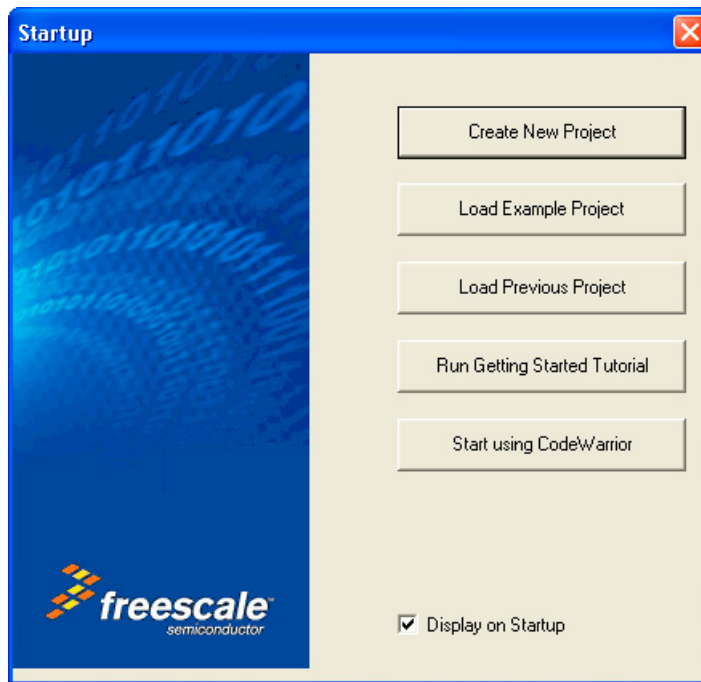 Startup
Create New Project
Load Example Project
Load Previous Project
Run Getting Started Tutorial
Start using CodeWarrior
freescale™
semiconductor
Display on Startup